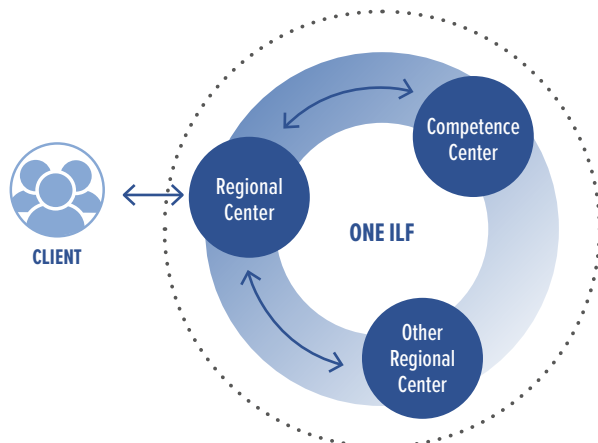 Competence
Center
Regional
Center
CLIENT
ONE ILF
Other
Regional
Center